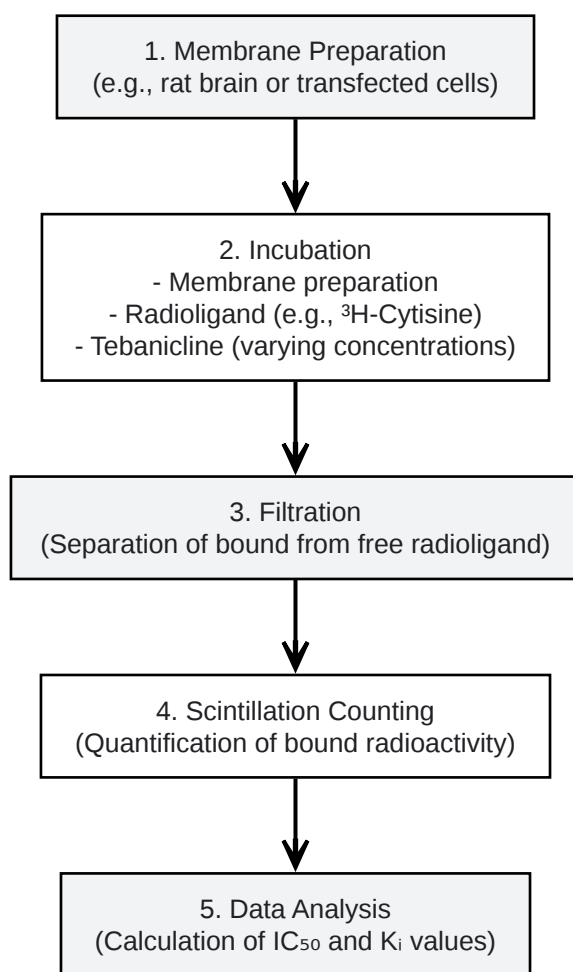 1. Membrane Preparation
(e.g., rat brain or transfected cells)
2. Incubation
- Membrane preparation
- Radioligand (e.g., ³H-Cytisine)
- Tebanicline (varying concentrations)
3. Filtration
(Separation of bound from free radioligand)
4. Scintillation Counting
(Quantification of bound radioactivity)
5. Data Analysis
(Calculation of IC₅₀ and Kᵢ values)